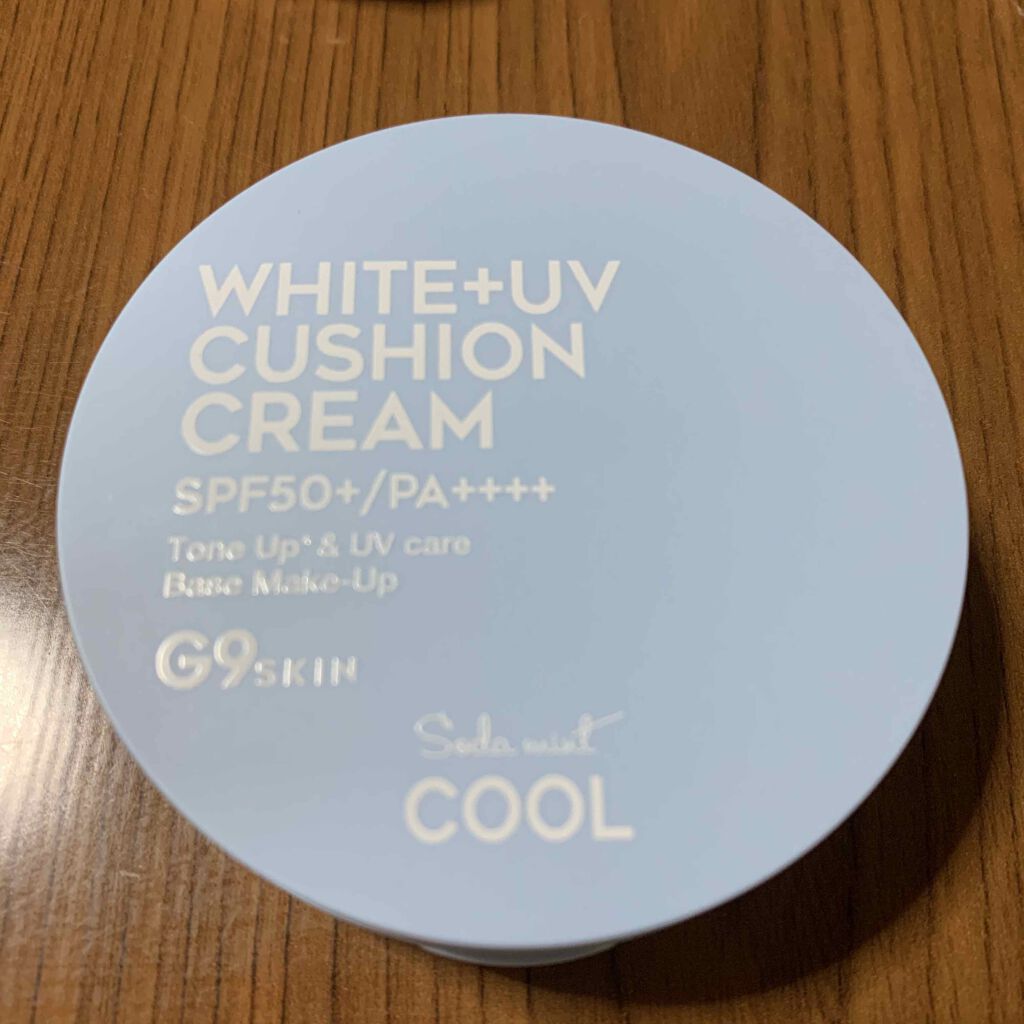 WHITE+UV
CUSHION
CREAM
SPF50+/PA++++
Tone Up* & UV care
Base Make-Up
G9SKIN
Soda mint
COOL